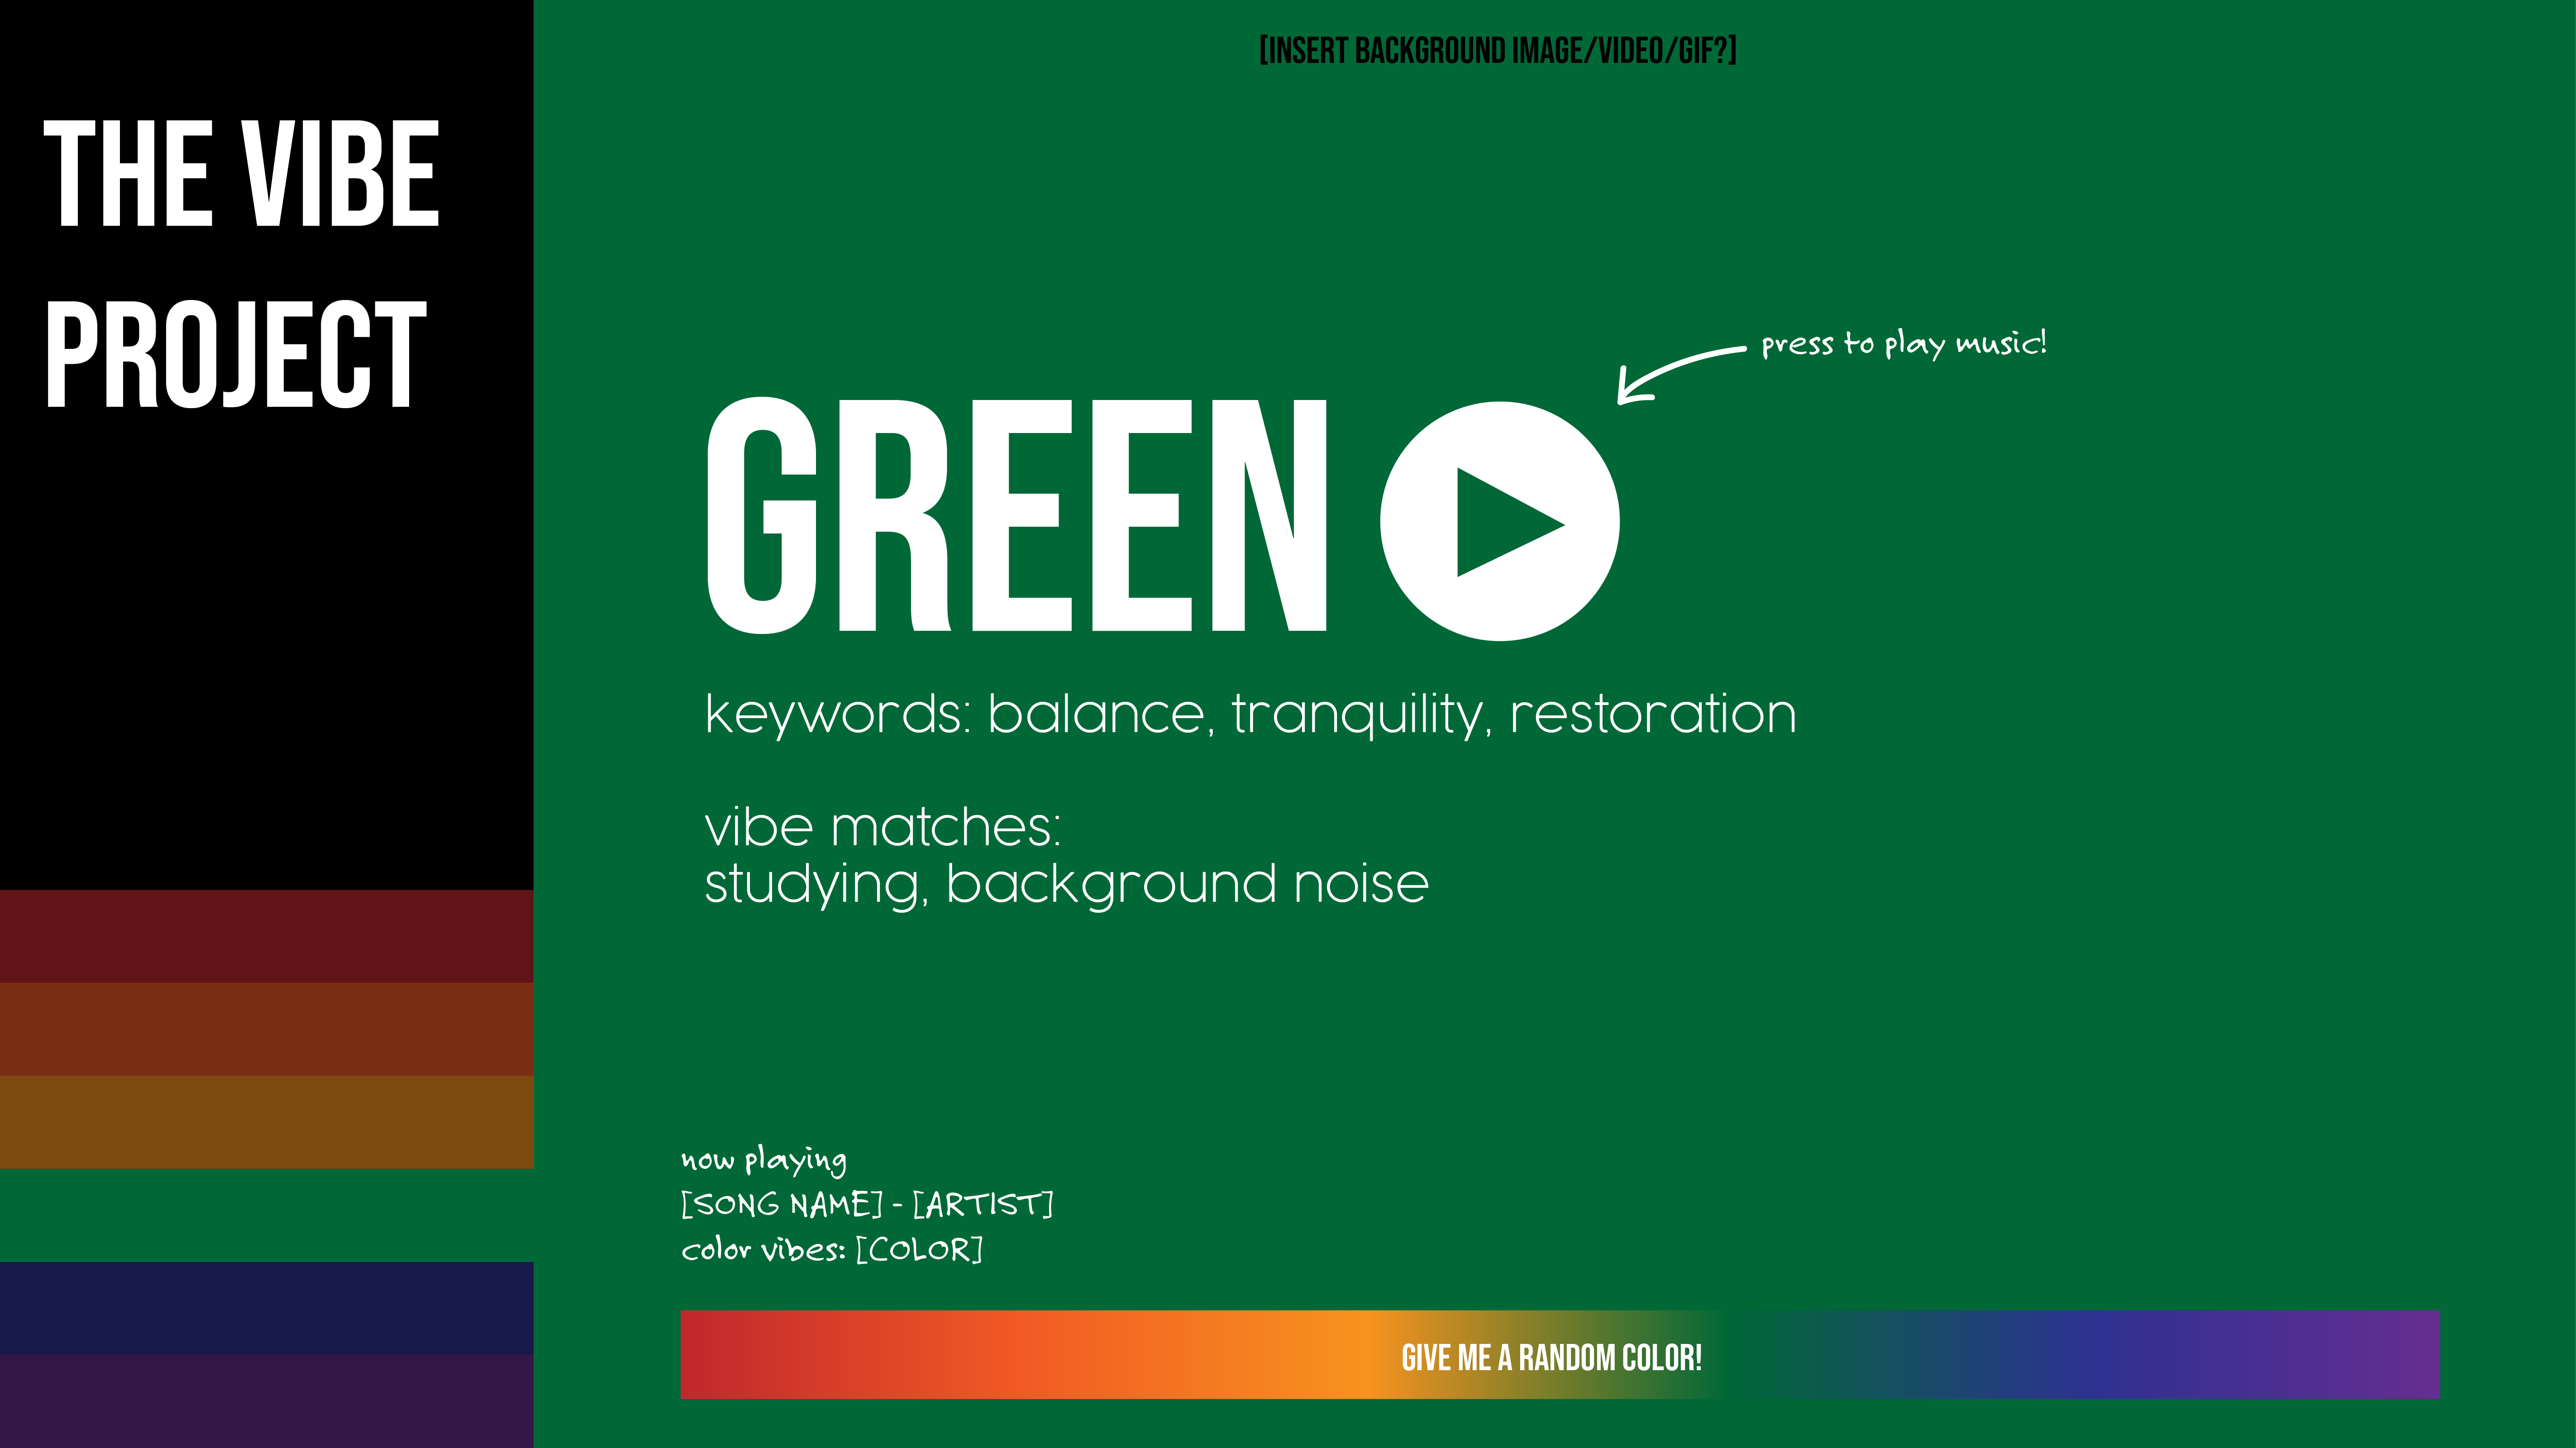 THE VIBE
PROJECT
[INSERT BACKGROUND IMAGE/VIDEO/GIF?]
press to play music!
GREEN
keywords: balance, tranquility, restoration
vibe matches:
studying, background noise
now playing
[SONG NAME] - [ARTIST]
color vibes: [COLOR]
GIVE ME A RANDOM COLOR!